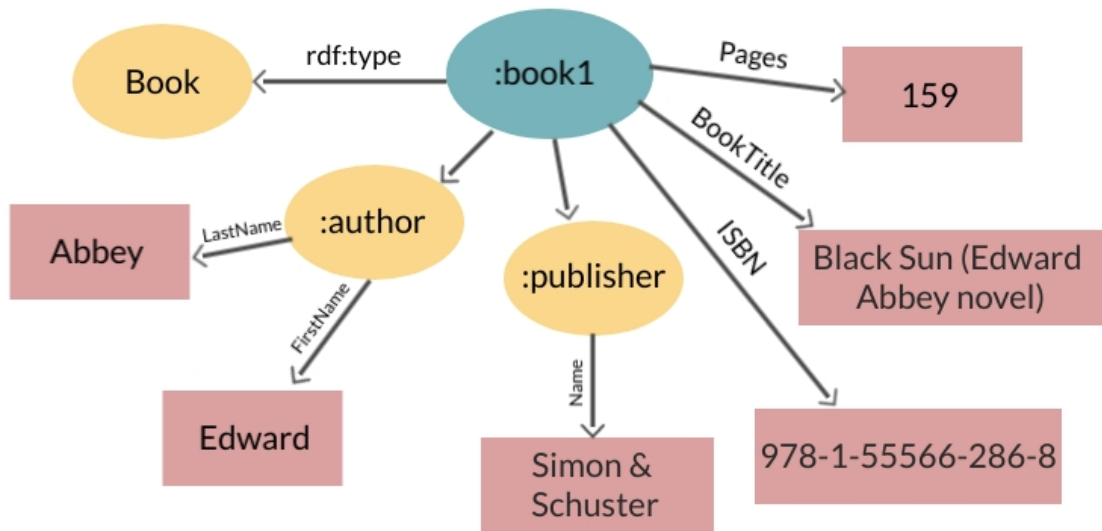 Book
rdf:type
:book1
Pages
159
BookTitle
ISBN
Abbey
LastName
:author
FirstName
:publisher
Name
Black Sun (Edward
Abbey novel)
Edward
Simon &
Schuster
978-1-55566-286-8